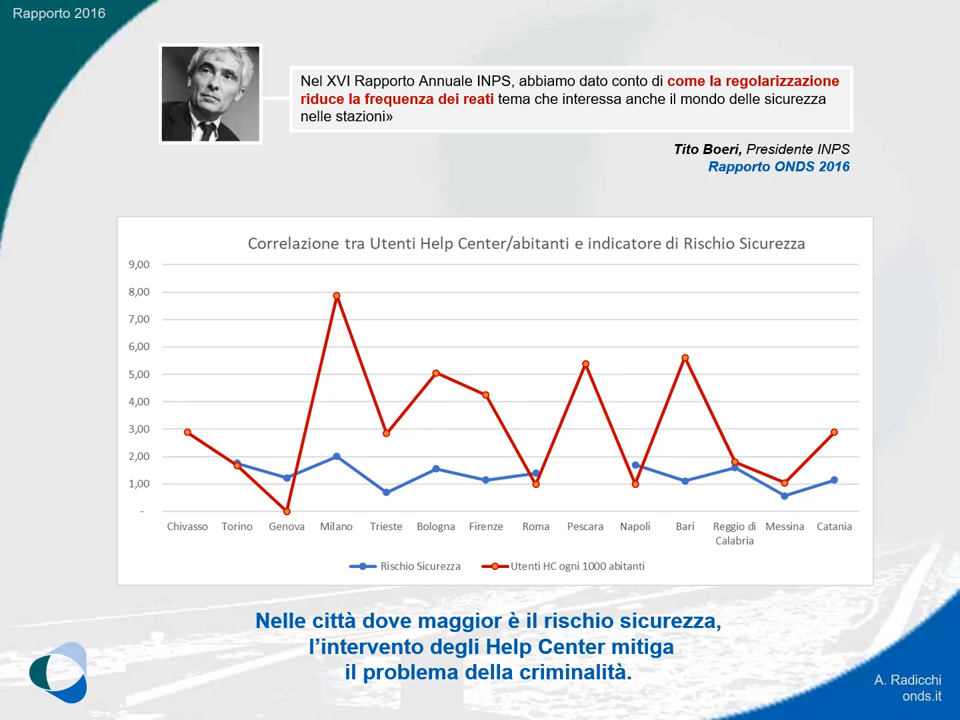 Rapporto 2016
Nel XVI Rapporto Annuale INPS, abbiamo dato conto di come la regolarizzazione
riduce la frequenza dei reati tema che interessa anche il mondo delle sicurezza
nelle stazioni»
Tito Boeri, Presidente INPS
Rapporto ONDS 2016
Correlazione tra Utenti Help Center/abitanti e indicatore di Rischio Sicurezza
9,00
8,00
7,00
6,00
5,00
4,00
3,00
2,00
1,00
-
Chivasso Torino Genova Milano Trieste Bologna Firenze Roma Pescara Napoli Bari Reggio di Messina Catania
Calabria
Rischio Sicurezza Utenti HC ogni 1000 abitanti
Nelle città dove maggior è il rischio sicurezza,
l’intervento degli Help Center mitiga
il problema della criminalità.
A. Radicchi
onds.it